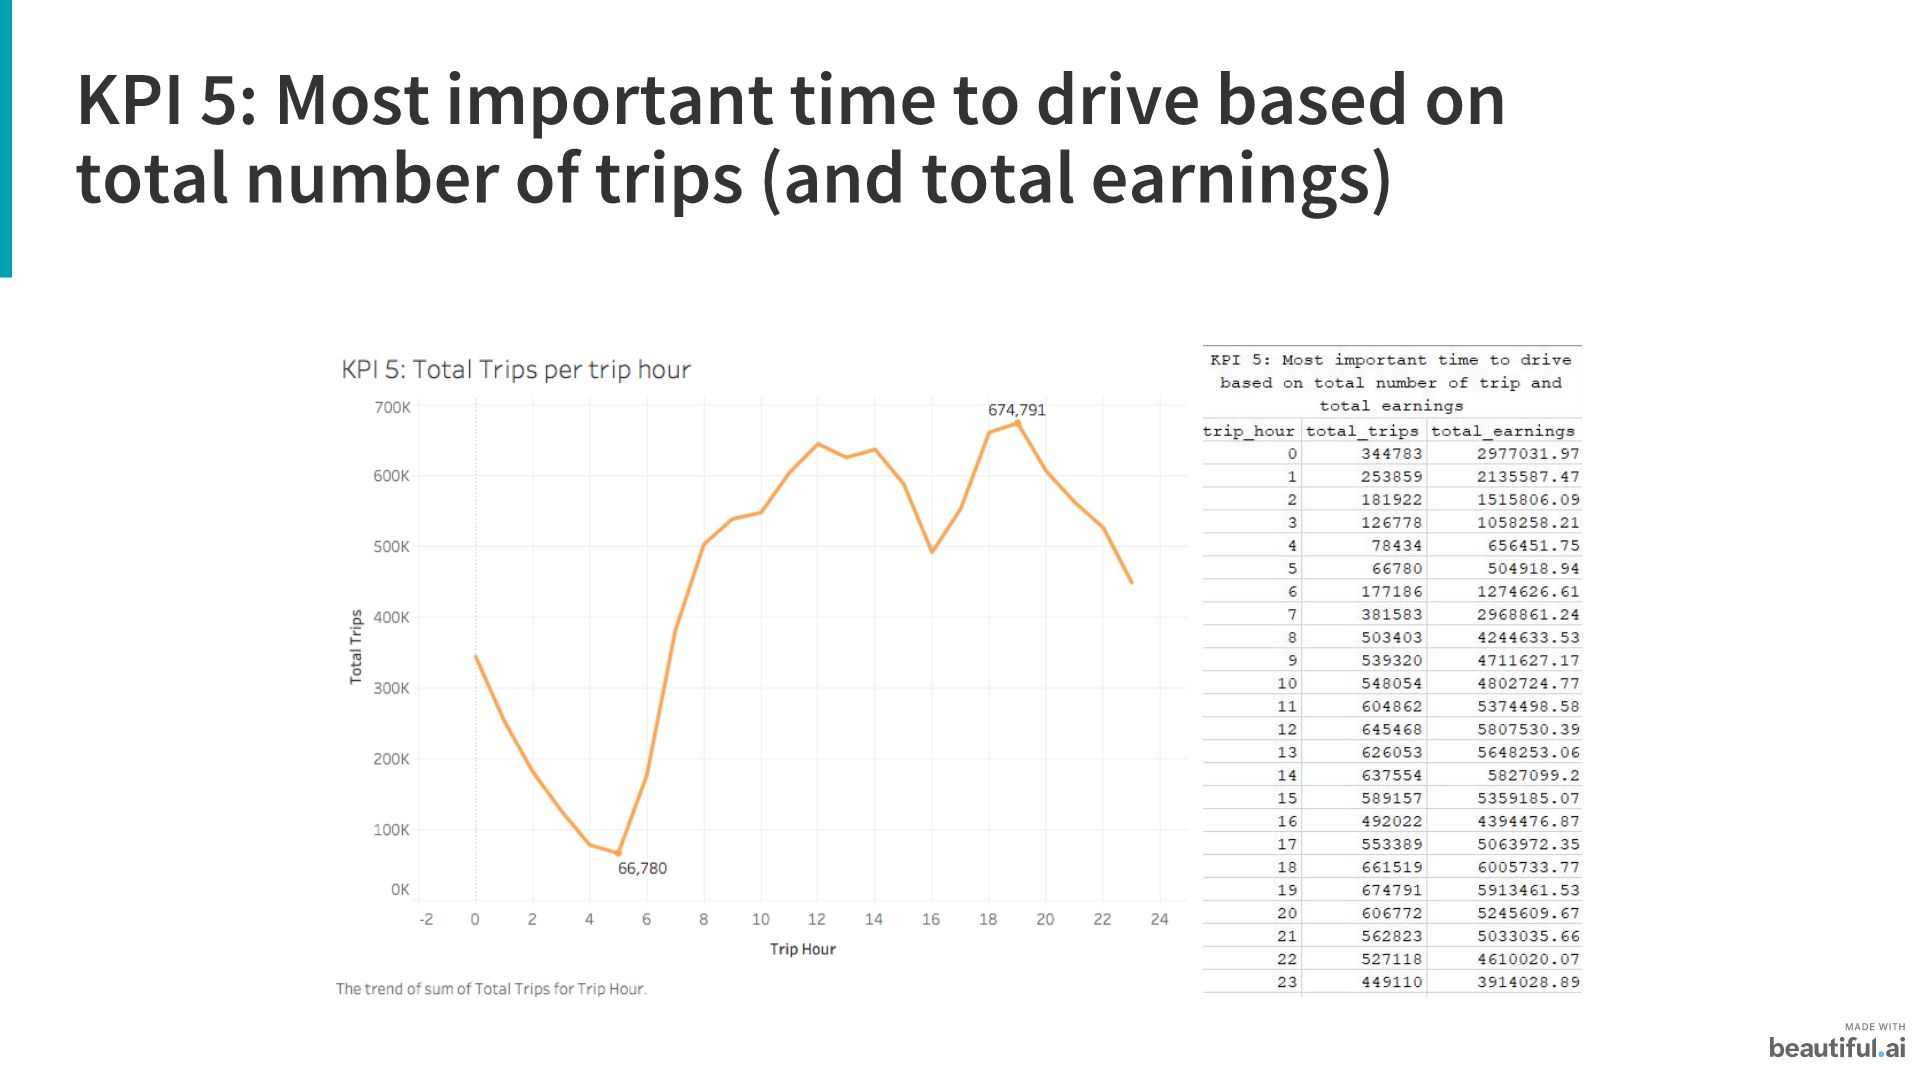 KPI 5: Most important time to drive based on
total number of trips (and total earnings)
KPI 5: Total Trips per trip hour
700K
600K
500K
400K
300K
200K
100K
0K
Total Trips
674,791
66,780
-2 0 2 4 6 8 10 12 14 16 18 20 22 24
Trip Hour
The trend of sum of Total Trips for Trip Hour.
KPI 5: Most important time to drive
based on total number of trip and
total earnings
trip_hour total_trips total_earnings
0 344783 2977031.97
1 253859 2135587.47
2 181922 1515806.09
3 126778 1058258.21
4 78434 656451.75
5 66780 504918.94
6 177186 1274626.61
7 381583 2968861.24
8 503403 4244633.53
9 539320 4711627.17
10 548054 4802724.77
11 604862 5374498.58
12 645468 5807530.39
13 626053 5648253.06
14 637554 5827099.2
15 589157 5359185.07
16 492022 4394476.87
17 553389 5063972.35
18 661519 6005733.77
19 674791 5913461.53
20 606772 5245609.67
21 562823 5033035.66
22 527118 4610020.07
23 449110 3914028.89
MADE WITH
beautiful.ai